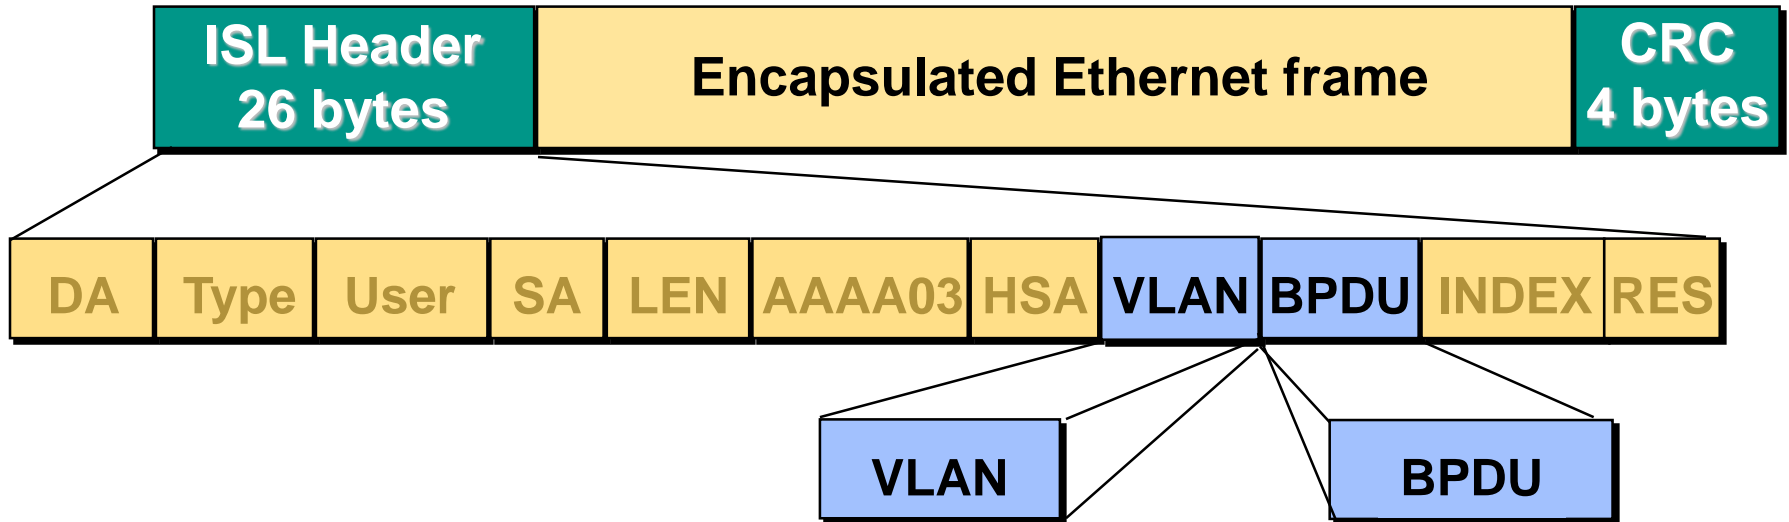 ISL Header
26 bytes
Encapsulated Ethernet frame
CRC
4 bytes
DA Type User SA LEN AAAA03 HSA VLAN BPDU INDEX RES
VLAN BPDU